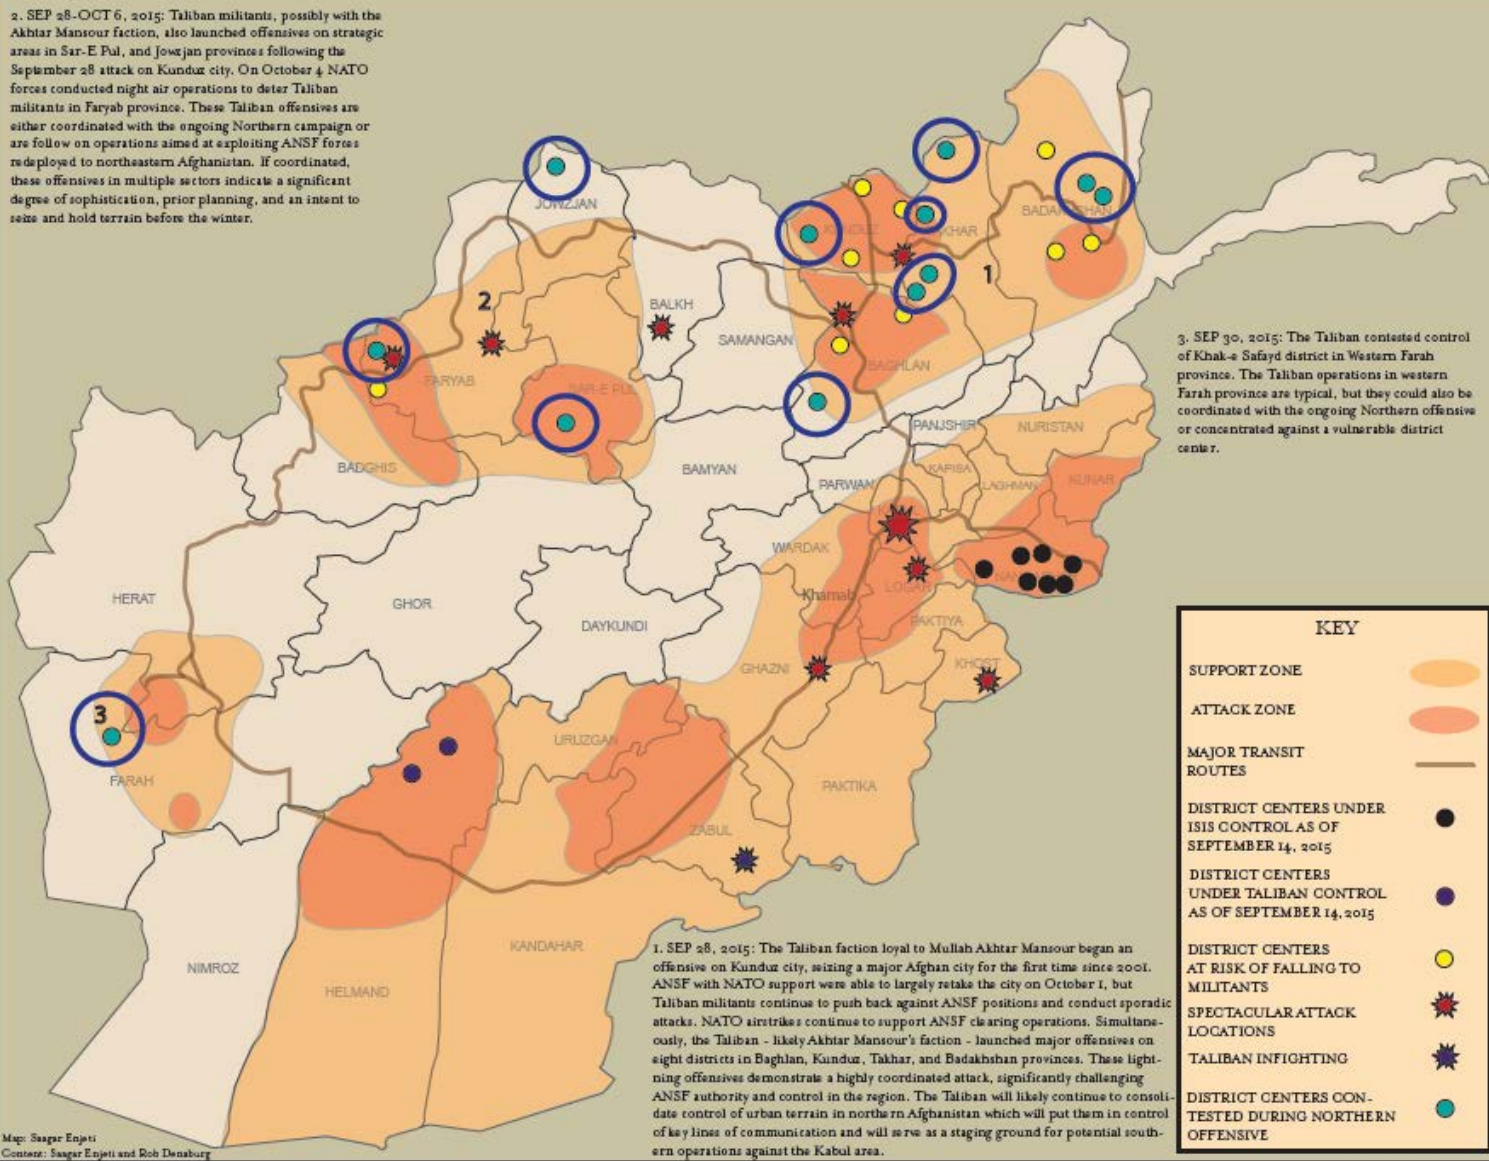 2. SEP 28-OCT 6, 2015: Taliban militants, possibly with the
Akhtar Mansour faction, also launched offensives on strategic
areas in Sar-E Pul, and Jowzjan provinces following the
September 28 attack on Kunduz city. On October 4 NATO
forces conducted night air operations to deter Taliban
militants in Faryab province. These Taliban offensives are
either coordinated with the ongoing Northern campaign or
are follow on operations aimed at exploiting ANSF forces
redeployed to northeastern Afghanistan. If coordinated,
these offensives in multiple sectors indicate a significant
degree of sophistication, prior planning, and an intent to
seize and hold terrain before the winter.
JOWZJAN
KUNDUZ
TAKHAR
BADAKHSHAN
1
2
BALKH
SAMANGAN
FARYAB
SAR-E PUL
BAGHLAN
3. SEP 30, 2015: The Taliban contested control
of Khak-e Safayd district in Western Farah
province. The Taliban operations in western
Farah province are typical, but they could also be
coordinated with the ongoing Northern offensive
or concentrated against a vulnerable district
center.
PANJSHIR
NURISTAN
BADGHIS
BAMYAN
PARWAN
KAPISA
LAGHMAN
KUNAR
WARDAK
HERAT
GHOR
DAYKUNDI
Khamab
LOGAR
PAKTIYA
GHAZNI
KHOST
3
FARAH
URUZGAN
PAKTIKA
ZABUL
NIMROZ
HELMAND
KANDAHAR
KEY
SUPPORT ZONE
ATTACK ZONE
MAJOR TRANSIT
ROUTES
DISTRICT CENTERS UNDER
ISIS CONTROL AS OF
SEPTEMBER 14, 2015
DISTRICT CENTERS
UNDER TALIBAN CONTROL
AS OF SEPTEMBER 14, 2015
DISTRICT CENTERS
AT RISK OF FALLING TO
MILITANTS
SPECTACULAR ATTACK
LOCATIONS
TALIBAN INFIGHTING
DISTRICT CENTERS CON-
TESTED DURING NORTHERN
OFFENSIVE
1. SEP 28, 2015: The Taliban faction loyal to Mullah Akhtar Mansour began an
offensive on Kunduz city, seizing a major Afghan city for the first time since 2001.
ANSF with NATO support were able to largely retake the city on October 1, but
Taliban militants continue to push back against ANSF positions and conduct sporadic
attacks. NATO airstrikes continue to support ANSF clearing operations. Simultane-
ously, the Taliban - likely Akhtar Mansour's faction - launched major offensives on
eight districts in Baghlan, Kunduz, Takhar, and Badakhshan provinces. These light-
ning offensives demonstrate a highly coordinated attack, significantly challenging
ANSF authority and control in the region. The Taliban will likely continue to consoli-
date control of urban terrain in northern Afghanistan which will put them in control
of key lines of communication and will serve as a staging ground for potential south-
ern operations against the Kabul area.
Map: Saagar Enjeti
Content: Saagar Enjeti and Rob Densburg